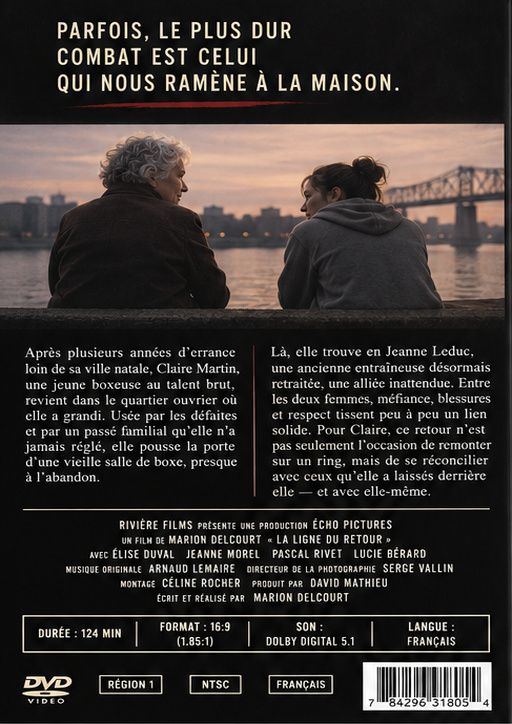 PARFOIS, LE PLUS DUR
COMBAT EST CELUI
QUI NOUS RAMÈNE À LA MAISON.
Après plusieurs années d'errance
loin de sa ville natale, Claire Martin,
une jeune boxeuse au talent brut,
revient dans le quartier ouvrier où
elle a grandi. Usée par les défaites
et par un passé familial qu'elle n'a
jamais réglé, elle pousse la porte
d'une vieille salle de boxe, presque
à l'abandon.
Là, elle trouve en Jeanne Leduc,
une ancienne entraîneuse désormais
retraitée, une alliée inattendue. Entre
les deux femmes, méfiance, blessures
et respect tissent peu à peu un lien
solide. Pour Claire, ce retour n'est
pas seulement l'occasion de remonter
sur un ring, mais de se réconcilier
avec ceux qu'elle a laissés derrière
elle — et avec elle-même.
RIVIÈRE FILMS PRÉSENTE UNE PRODUCTION ÉCHO PICTURES
UN FILM DE MARION DELCOURT « LA LIGNE DU RETOUR »
AVEC ÉLISE DUVAL JEANNE MOREL PASCAL RIVET LUCIE BÉRARD
MUSIQUE ORIGINALE ARNAUD LEMAIRE DIRECTEUR DE LA PHOTOGRAPHIE SERGE VALLIN
MONTAGE CÉLINE ROCHER PRODUIT PAR DAVID MATHIEU
ÉCRIT ET RÉALISÉ PAR MARION DELCOURT
DURÉE : 124 MIN
FORMAT : 16:9
(1.85:1)
SON :
DOLBY DIGITAL 5.1
LANGUE :
FRANÇAIS
DVD
VIDEO
RÉGION 1
NTSC
FRANÇAIS
7 84296 31805 4